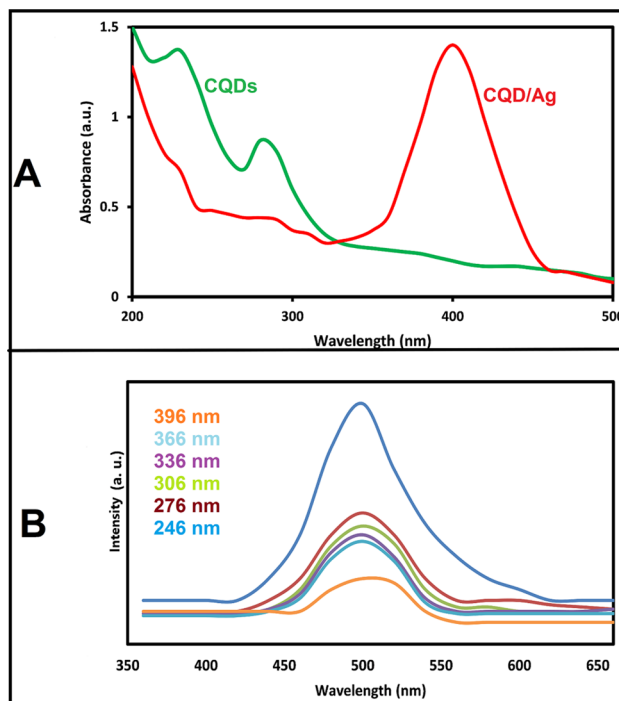 A
Absorbance (a.u.)
1.5
1
0.5
0
CQDs
CQD/Ag
200
300
400
500
Wavelength (nm)
B
Intensity (a. u.)
396 nm
366 nm
336 nm
306 nm
276 nm
246 nm
350
400
450
500
550
600
650
Wavelength (nm)